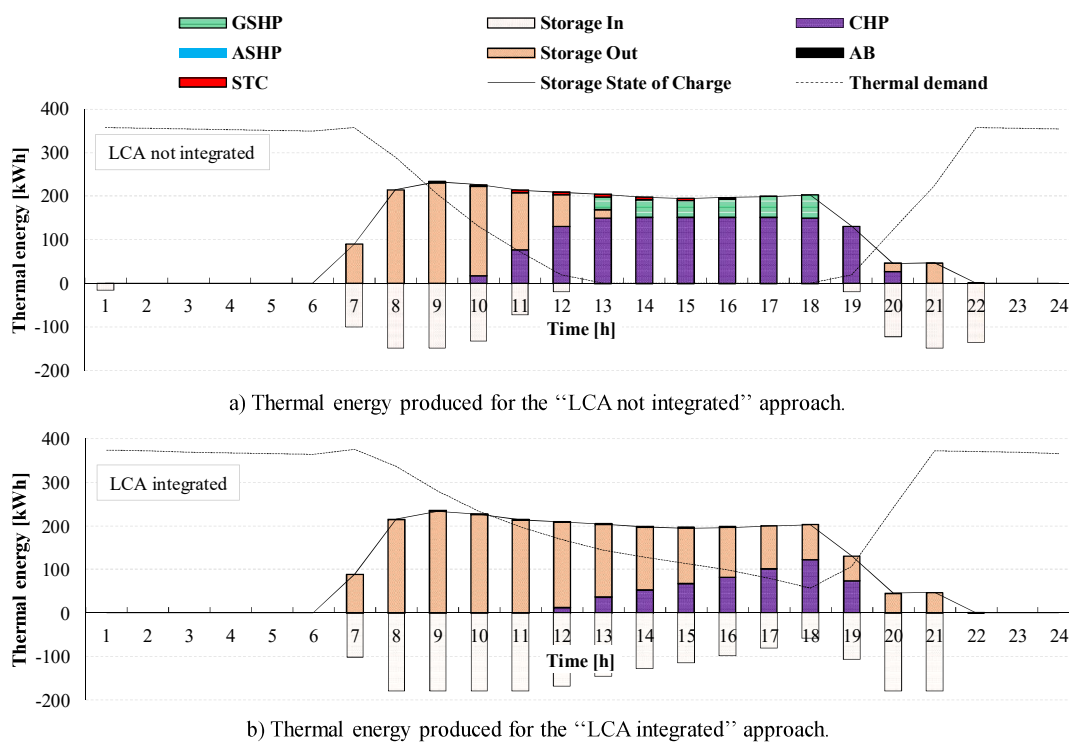 GSHP Storage In CHP
ASHP Storage Out AB
STC Storage State of Charge Thermal demand
Thermal energy [kWh]
400
300
200
100
0
-100
-200
LCA not integrated
1 2 3 4 5 6 7 8 9 10 11 12 13 14 15 16 17 18 19 20 21 22 23 24
Time [h]
a) Thermal energy produced for the “LCA not integrated” approach.
Thermal energy [kWh]
400
300
200
100
0
-100
-200
LCA integrated
1 2 3 4 5 6 7 8 9 10 11 12 13 14 15 16 17 18 19 20 21 22 23 24
Time [h]
b) Thermal energy produced for the “LCA integrated” approach.